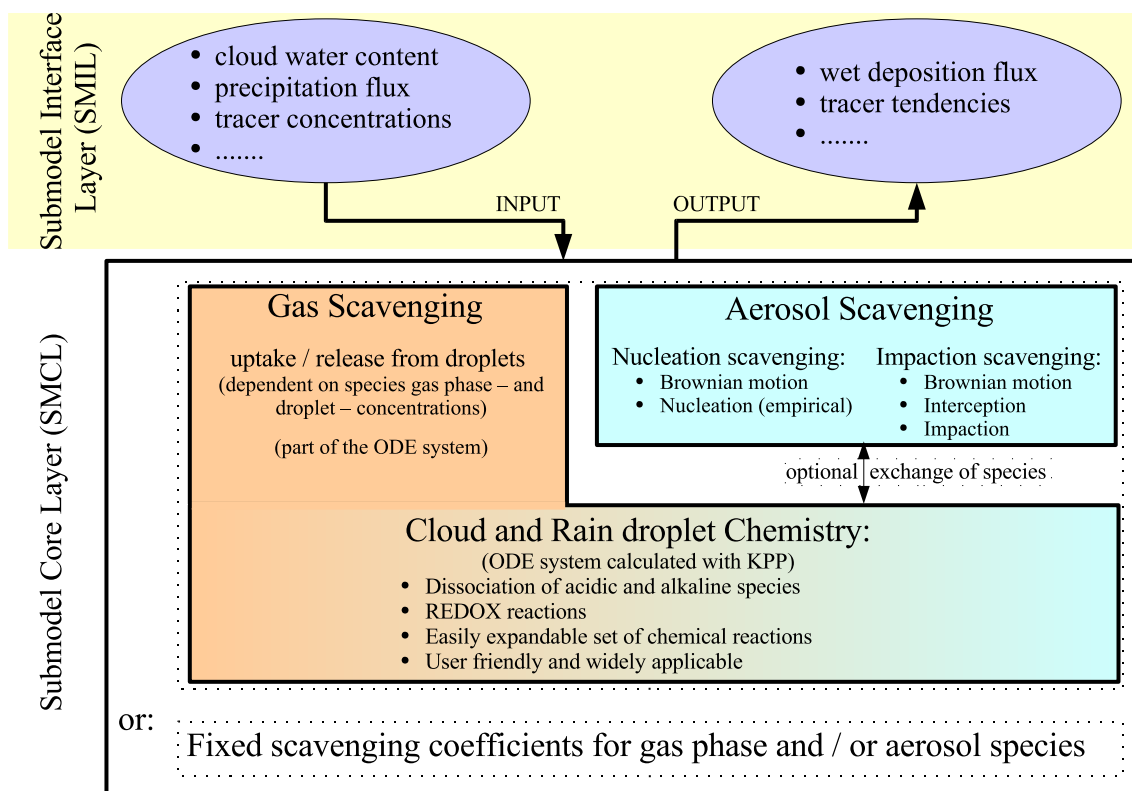 Submodel Interface
Layer (SMIL)
• cloud water content
• precipitation flux
• tracer concentrations
• .......
• wet deposition flux
• tracer tendencies
• .......
INPUT
OUTPUT
Submodel Core Layer (SMCL)
Gas Scavenging
uptake / release from droplets
(dependent on species gas phase – and
droplet – concentrations)
(part of the ODE system)
Aerosol Scavenging
Nucleation scavenging:
• Brownian motion
• Nucleation (empirical)
Impaction scavenging:
• Brownian motion
• Interception
• Impaction
optional exchange of species
Cloud and Rain droplet Chemistry:
(ODE system calculated with KPP)
• Dissociation of acidic and alkaline species
• REDOX reactions
• Easily expandable set of chemical reactions
• User friendly and widely applicable
or:
Fixed scavenging coefficients for gas phase and / or aerosol species